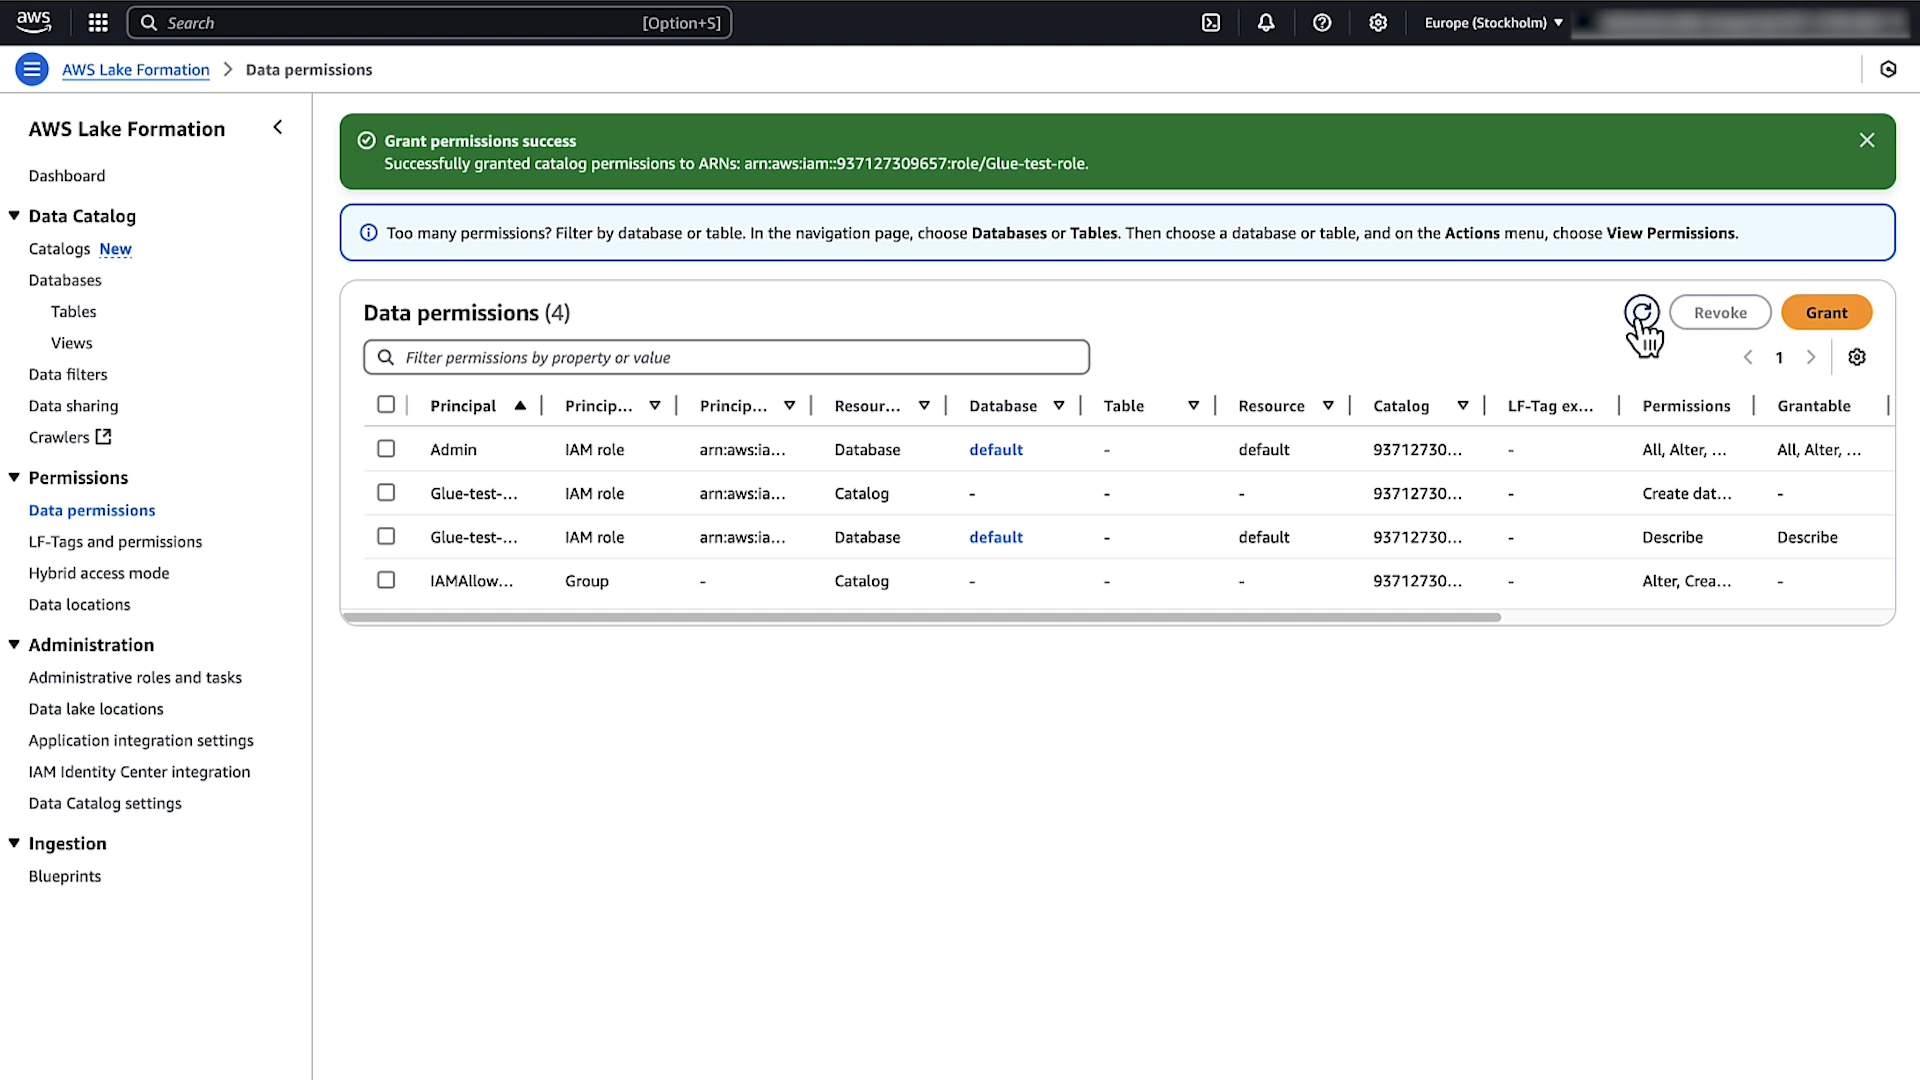 aws
Search [Option+S]
Europe (Stockholm)
AWS Lake Formation > Data permissions
AWS Lake Formation
Dashboard
Data Catalog
Catalogs New
Databases
Tables
Views
Data filters
Data sharing
Crawlers
Permissions
Data permissions
LF-Tags and permissions
Hybrid access mode
Data locations
Administration
Administrative roles and tasks
Data lake locations
Application integration settings
IAM Identity Center integration
Data Catalog settings
Ingestion
Blueprints
Grant permissions success
Successfully granted catalog permissions to ARNs: arn:aws:iam::937127309657:role/Glue-test-role.
Too many permissions? Filter by database or table. In the navigation page, choose Databases or Tables. Then choose a database or table, and on the Actions menu, choose View Permissions.
Data permissions (4)
Revoke
Grant
Filter permissions by property or value
1
Principal Princip... Princip... Resour... Database Table Resource Catalog LF-Tag ex... Permissions Grantable
Admin IAM role arn:aws:ia... Database default - default 93712730... - All, Alter, ... All, Alter, ...
Glue-test-... IAM role arn:aws:ia... Catalog - - - 93712730... - Create dat... -
Glue-test-... IAM role arn:aws:ia... Database default - default 93712730... - Describe Describe
IAMAllow... Group - Catalog - - - 93712730... - Alter, Crea... -